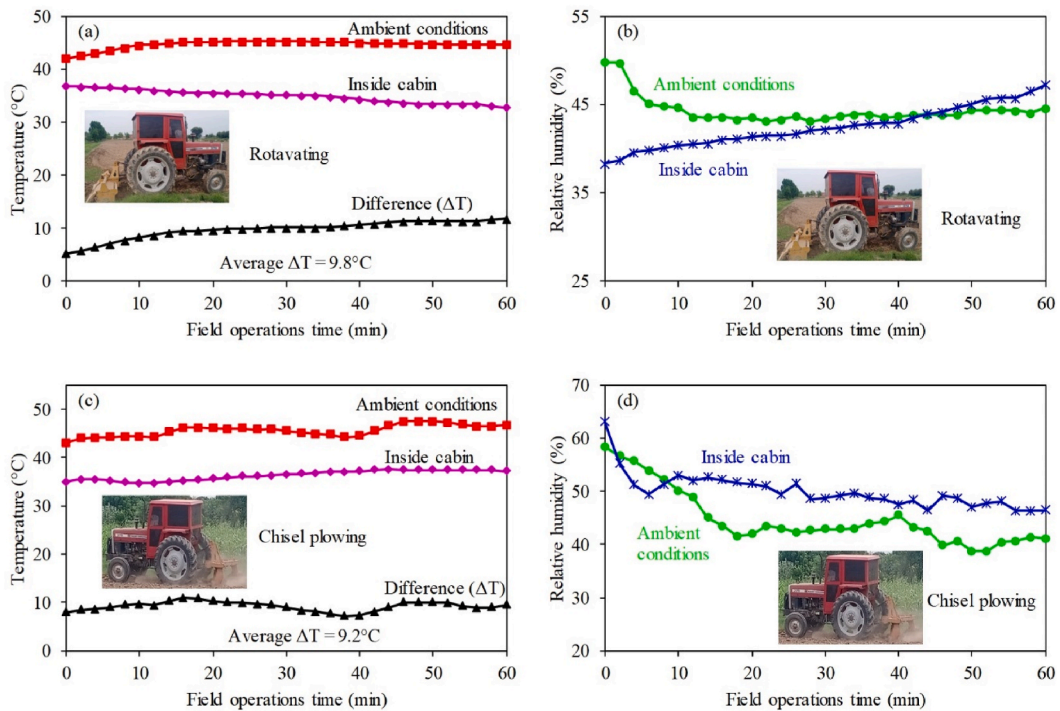 (a)
Ambient conditions
Inside cabin
Rotavating
Difference (ΔT)
Average ΔT = 9.8°C
Temperature (°C)
50
40
30
20
10
0
0 10 20 30 40 50 60
Field operations time (min)
(b)
Ambient conditions
Inside cabin
Rotavating
Relative humidity (%)
55
45
35
25
0 10 20 30 40 50 60
Field operations time (min)
(c)
Ambient conditions
Inside cabin
Chisel plowing
Difference (ΔT)
Average ΔT = 9.2°C
Temperature (°C)
50
40
30
20
10
0
0 10 20 30 40 50 60
Field operations time (min)
(d)
Inside cabin
Ambient
conditions
Chisel plowing
Relative humidity (%)
70
60
50
40
30
20
0 10 20 30 40 50 60
Field operations time (min)